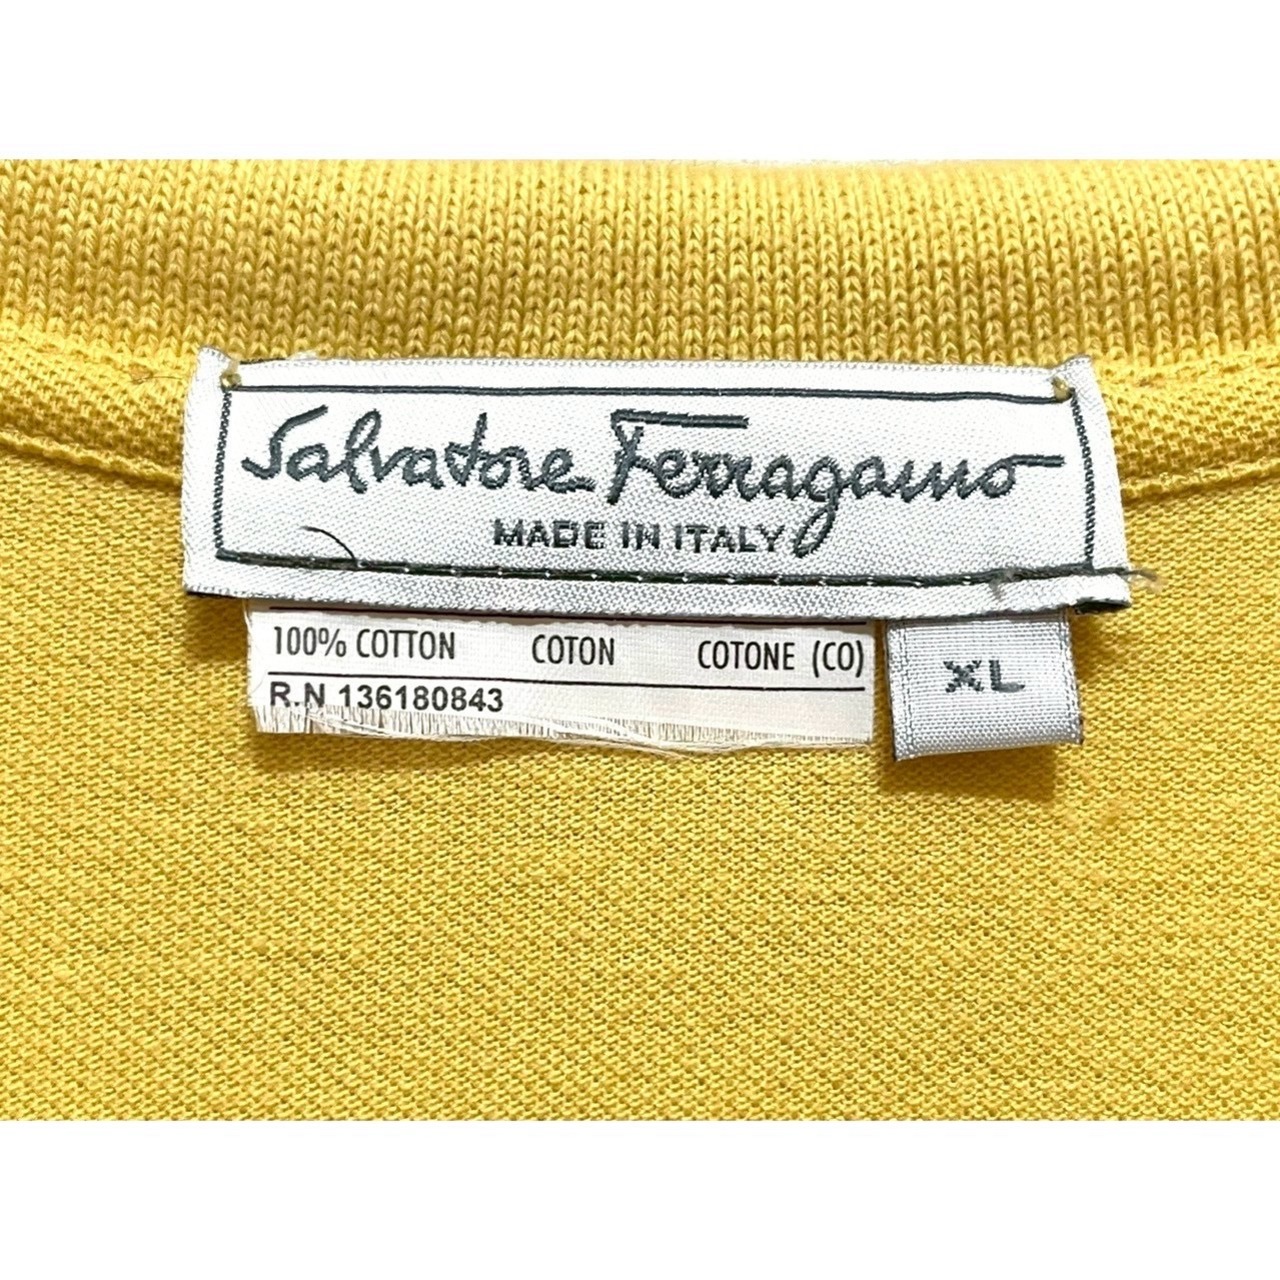 Salvatore Ferragamo
MADE IN ITALY
100% COTTON COTON COTONE (CO)
R.N 136180843
XL